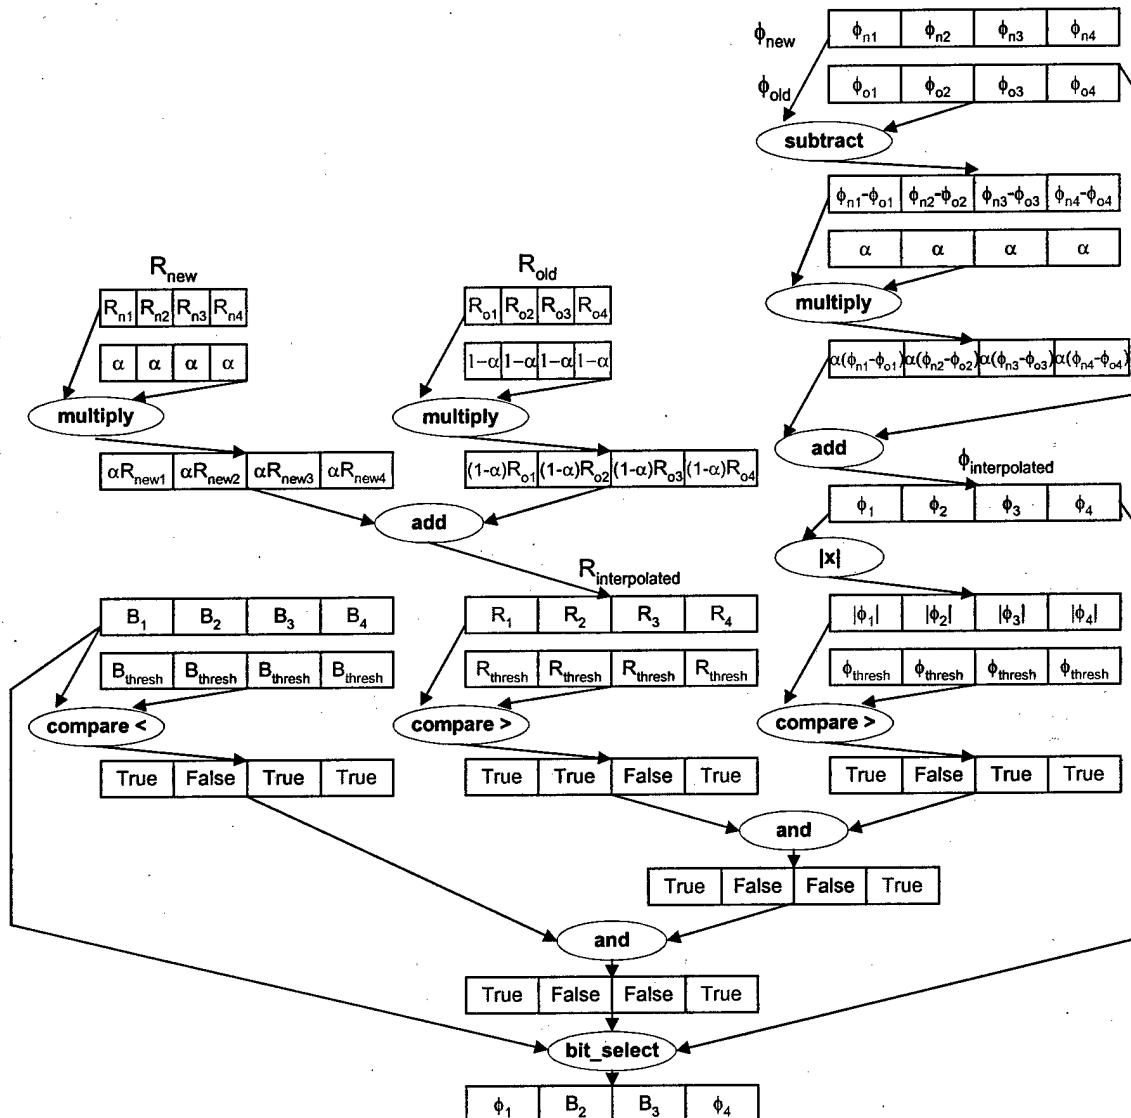 ϕnew ϕn1 ϕn2 ϕn3 ϕn4
ϕold ϕo1 ϕo2 ϕo3 ϕo4
subtract
ϕn1-ϕo1 ϕn2-ϕo2 ϕn3-ϕo3 ϕn4-ϕo4
α α α α
multiply
α(ϕn1-ϕo1) α(ϕn2-ϕo2) α(ϕn3-ϕo3) α(ϕn4-ϕo4)
add
ϕinterpolated
ϕ1 ϕ2 ϕ3 ϕ4
|x|
Rnew
Rn1 Rn2 Rn3 Rn4
α α α α
multiply
αRnew1 αRnew2 αRnew3 αRnew4
Rold
Ro1 Ro2 Ro3 Ro4
1-α 1-α 1-α 1-α
multiply
(1-α)Ro1 (1-α)Ro2 (1-α)Ro3 (1-α)Ro4
add
Rinterpolated
B1 B2 B3 B4
Bthresh Bthresh Bthresh Bthresh
compare <
True False True True
R1 R2 R3 R4
Rthresh Rthresh Rthresh Rthresh
compare >
True True False True
|ϕ1| |ϕ2| |ϕ3| |ϕ4|
ϕthresh ϕthresh ϕthresh ϕthresh
compare >
True False True True
and
True False False True
and
True False False True
bit_select
ϕ1 B2 B3 ϕ4